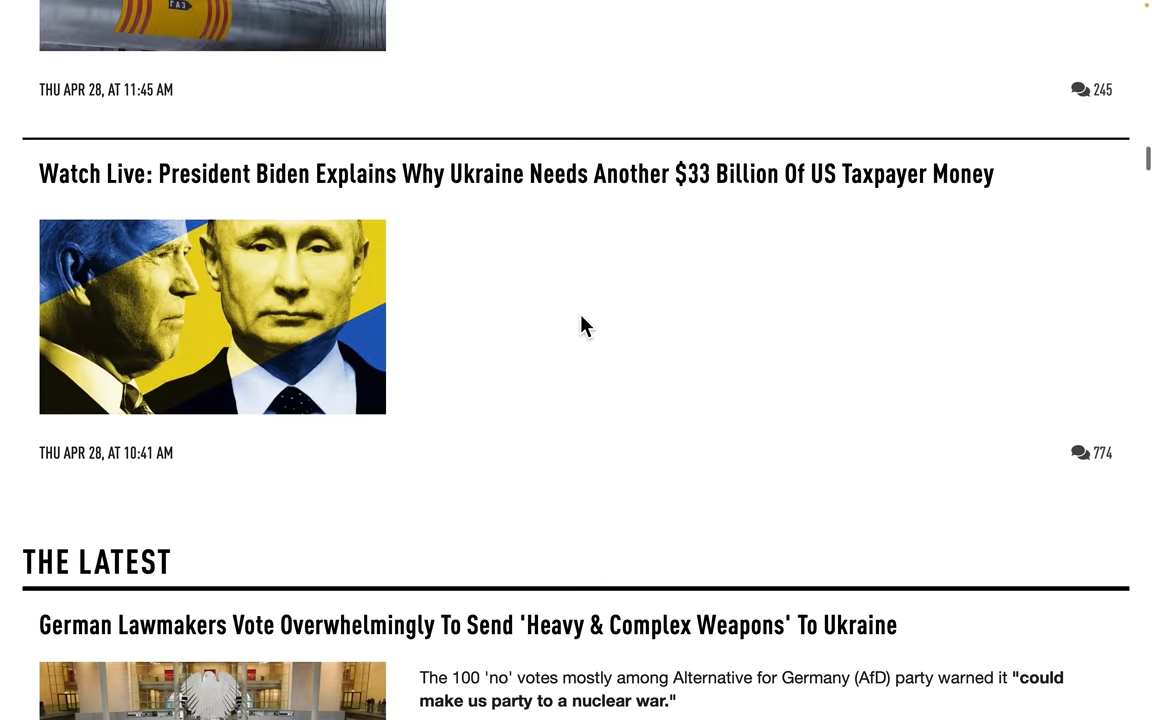 ГАЗ
THU APR 28, AT 11:45 AM
245
Watch Live: President Biden Explains Why Ukraine Needs Another $33 Billion Of US Taxpayer Money
THU APR 28, AT 10:41 AM
774
THE LATEST
German Lawmakers Vote Overwhelmingly To Send 'Heavy & Complex Weapons' To Ukraine
The 100 'no' votes mostly among Alternative for Germany (AfD) party warned it "could
make us party to a nuclear war."